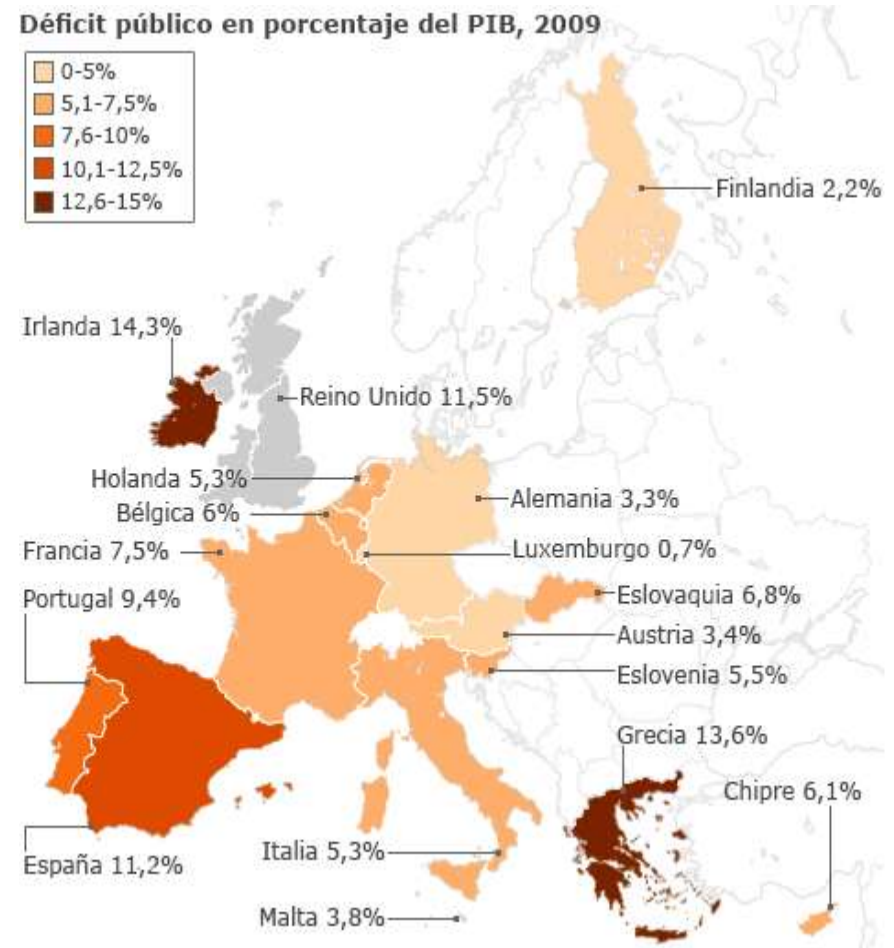 Déficit público en porcentaje del PIB, 2009
0-5%
5,1-7,5%
7,6-10%
10,1-12,5%
12,6-15%
Finlandia 2,2%
Irlanda 14,3%
Reino Unido 11,5%
Holanda 5,3%
Alemania 3,3%
Bélgica 6%
Francia 7,5%
Luxemburgo 0,7%
Portugal 9,4%
Eslovaquia 6,8%
Austria 3,4%
Eslovenia 5,5%
Grecia 13,6%
Chipre 6,1%
España 11,2%
Italia 5,3%
Malta 3,8%